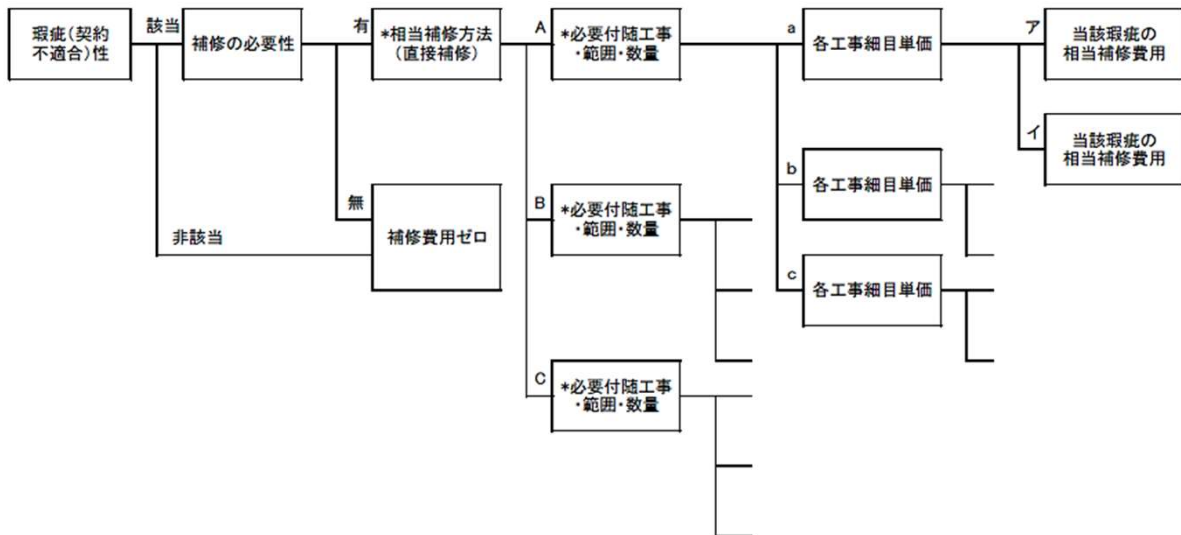 瑕疵(契約
不適合)性
該当
補修の必要性
有
*相当補修方法
(直接補修)
A
*必要付随工事
・範囲・数量
a
各工事細目単価
ア
当該瑕疵の
相当補修費用
イ
当該瑕疵の
相当補修費用
b
各工事細目単価
無
補修費用ゼロ
非該当
B
*必要付随工事
・範囲・数量
c
各工事細目単価
C
*必要付随工事
・範囲・数量